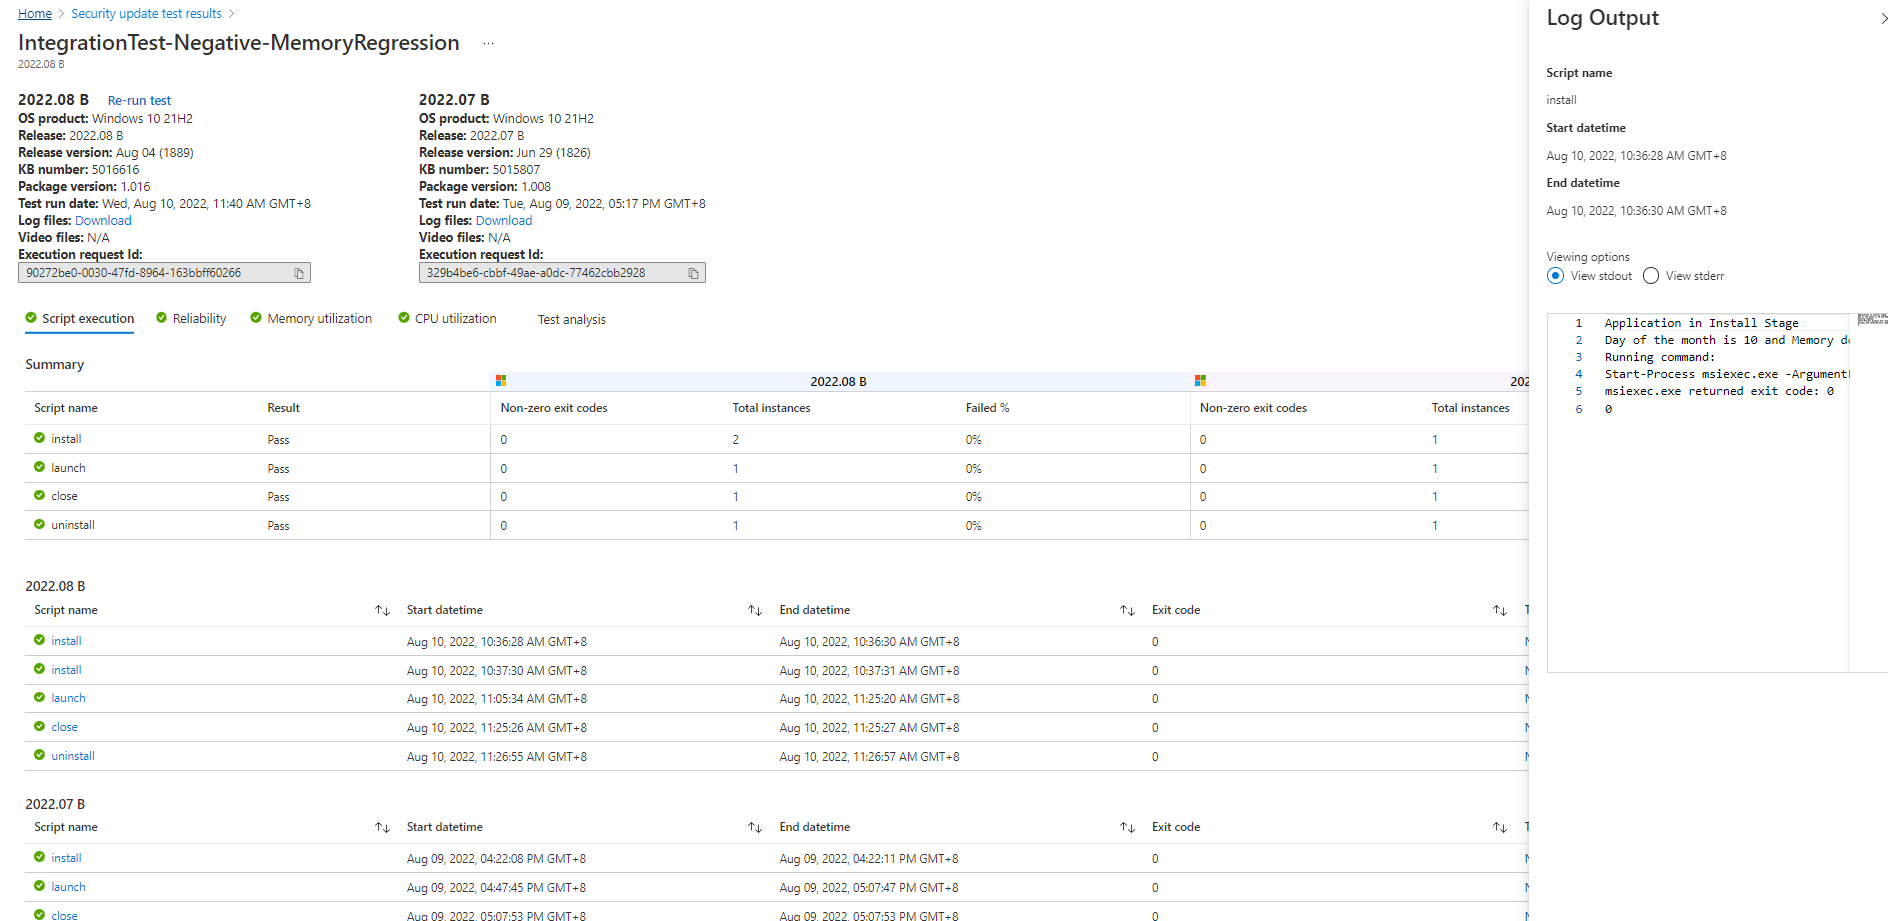 Home > Security update test results >
IntegrationTest-Negative-MemoryRegression ...
2022.08 B
2022.08 B Re-run test
OS product: Windows 10 21H2
Release: 2022.08 B
Release version: Aug 04 (1889)
KB number: 5016616
Package version: 1.016
Test run date: Wed, Aug 10, 2022, 11:40 AM GMT+8
Log files: Download
Video files: N/A
Execution request Id:
90272be0-0030-47fd-8964-163bbff60266
2022.07 B
OS product: Windows 10 21H2
Release: 2022.07 B
Release version: Jun 29 (1826)
KB number: 5015807
Package version: 1.008
Test run date: Tue, Aug 09, 2022, 05:17 PM GMT+8
Log files: Download
Video files: N/A
Execution request Id:
329b4be6-cbbf-49ae-a0dc-77462cbb2928
Script execution Reliability Memory utilization CPU utilization Test analysis
Summary
2022.08 B 202
Script name Result Non-zero exit codes Total instances Failed % Non-zero exit codes Total instances
install Pass 0 2 0% 0 1
launch Pass 0 1 0% 0 1
close Pass 0 1 0% 0 1
uninstall Pass 0 1 0% 0 1
2022.08 B
Script name Start datetime End datetime Exit code
install Aug 10, 2022, 10:36:28 AM GMT+8 Aug 10, 2022, 10:36:30 AM GMT+8 0
install Aug 10, 2022, 10:37:30 AM GMT+8 Aug 10, 2022, 10:37:31 AM GMT+8 0
launch Aug 10, 2022, 11:05:34 AM GMT+8 Aug 10, 2022, 11:25:20 AM GMT+8 0
close Aug 10, 2022, 11:25:26 AM GMT+8 Aug 10, 2022, 11:25:27 AM GMT+8 0
uninstall Aug 10, 2022, 11:26:55 AM GMT+8 Aug 10, 2022, 11:26:57 AM GMT+8 0
2022.07 B
Script name Start datetime End datetime Exit code
install Aug 09, 2022, 04:22:08 PM GMT+8 Aug 09, 2022, 04:22:11 PM GMT+8 0
launch Aug 09, 2022, 04:47:45 PM GMT+8 Aug 09, 2022, 05:07:47 PM GMT+8 0
close Aug 09, 2022, 05:07:53 PM GMT+8 Aug 09, 2022, 05:07:53 PM GMT+8 0
Log Output
Script name
install
Start datetime
Aug 10, 2022, 10:36:28 AM GMT+8
End datetime
Aug 10, 2022, 10:36:30 AM GMT+8
Viewing options
View stdout View stderr
1 Application in Install Stage
2 Day of the month is 10 and Memory
3 Running command:
4 Start-Process msiexec.exe
5 msiexec.exe returned exit code: 0
6 0